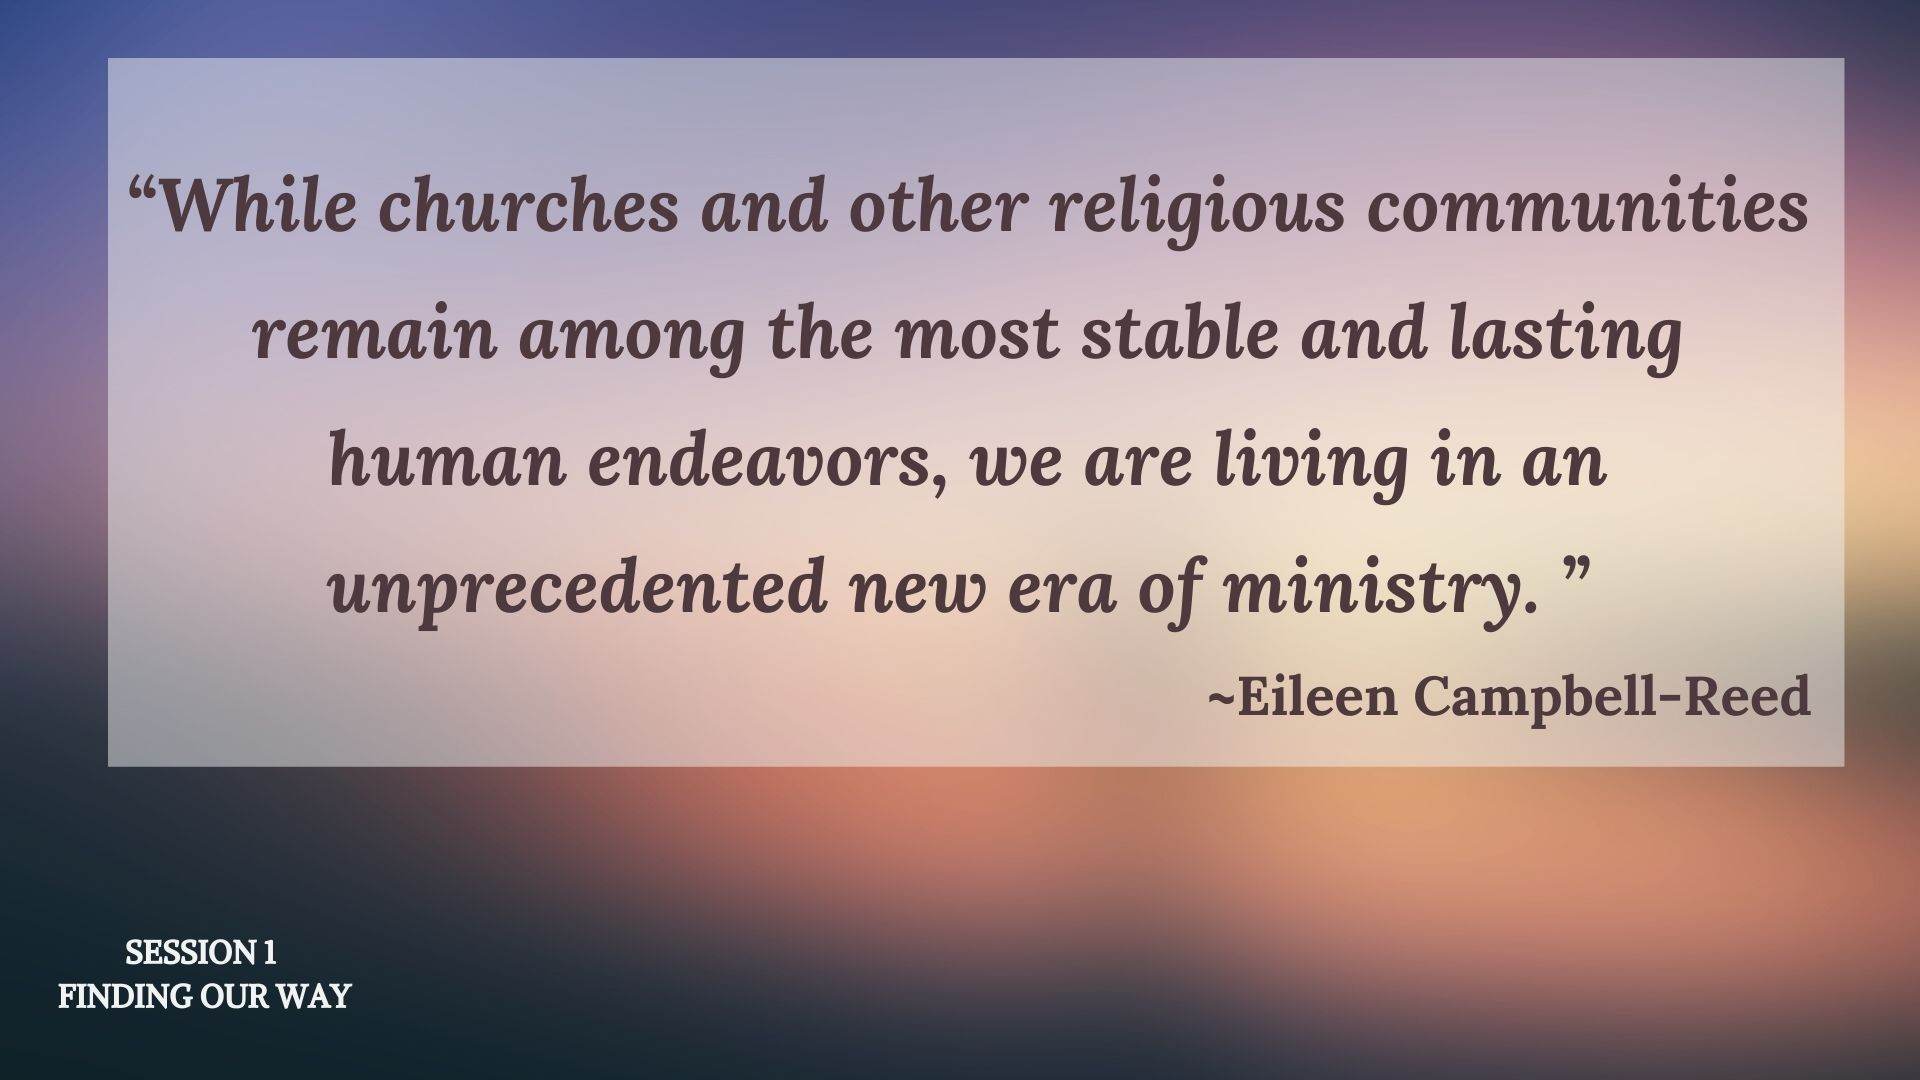 “While churches and other religious communities
remain among the most stable and lasting
human endeavors, we are living in an
unprecedented new era of ministry. ”
~Eileen Campbell-Reed
SESSION 1
FINDING OUR WAY